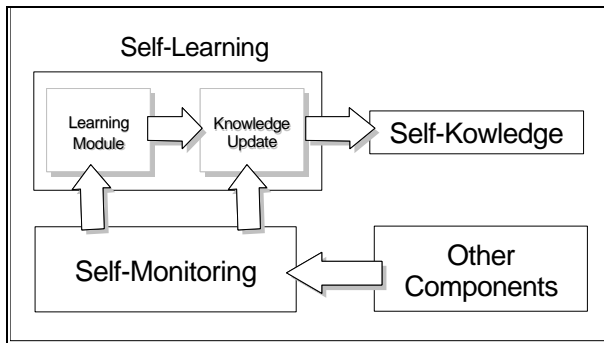 Self-Learning
Learning
Module
Knowledge
Update
Self-Kowledge
Self-Monitoring
Other
Components